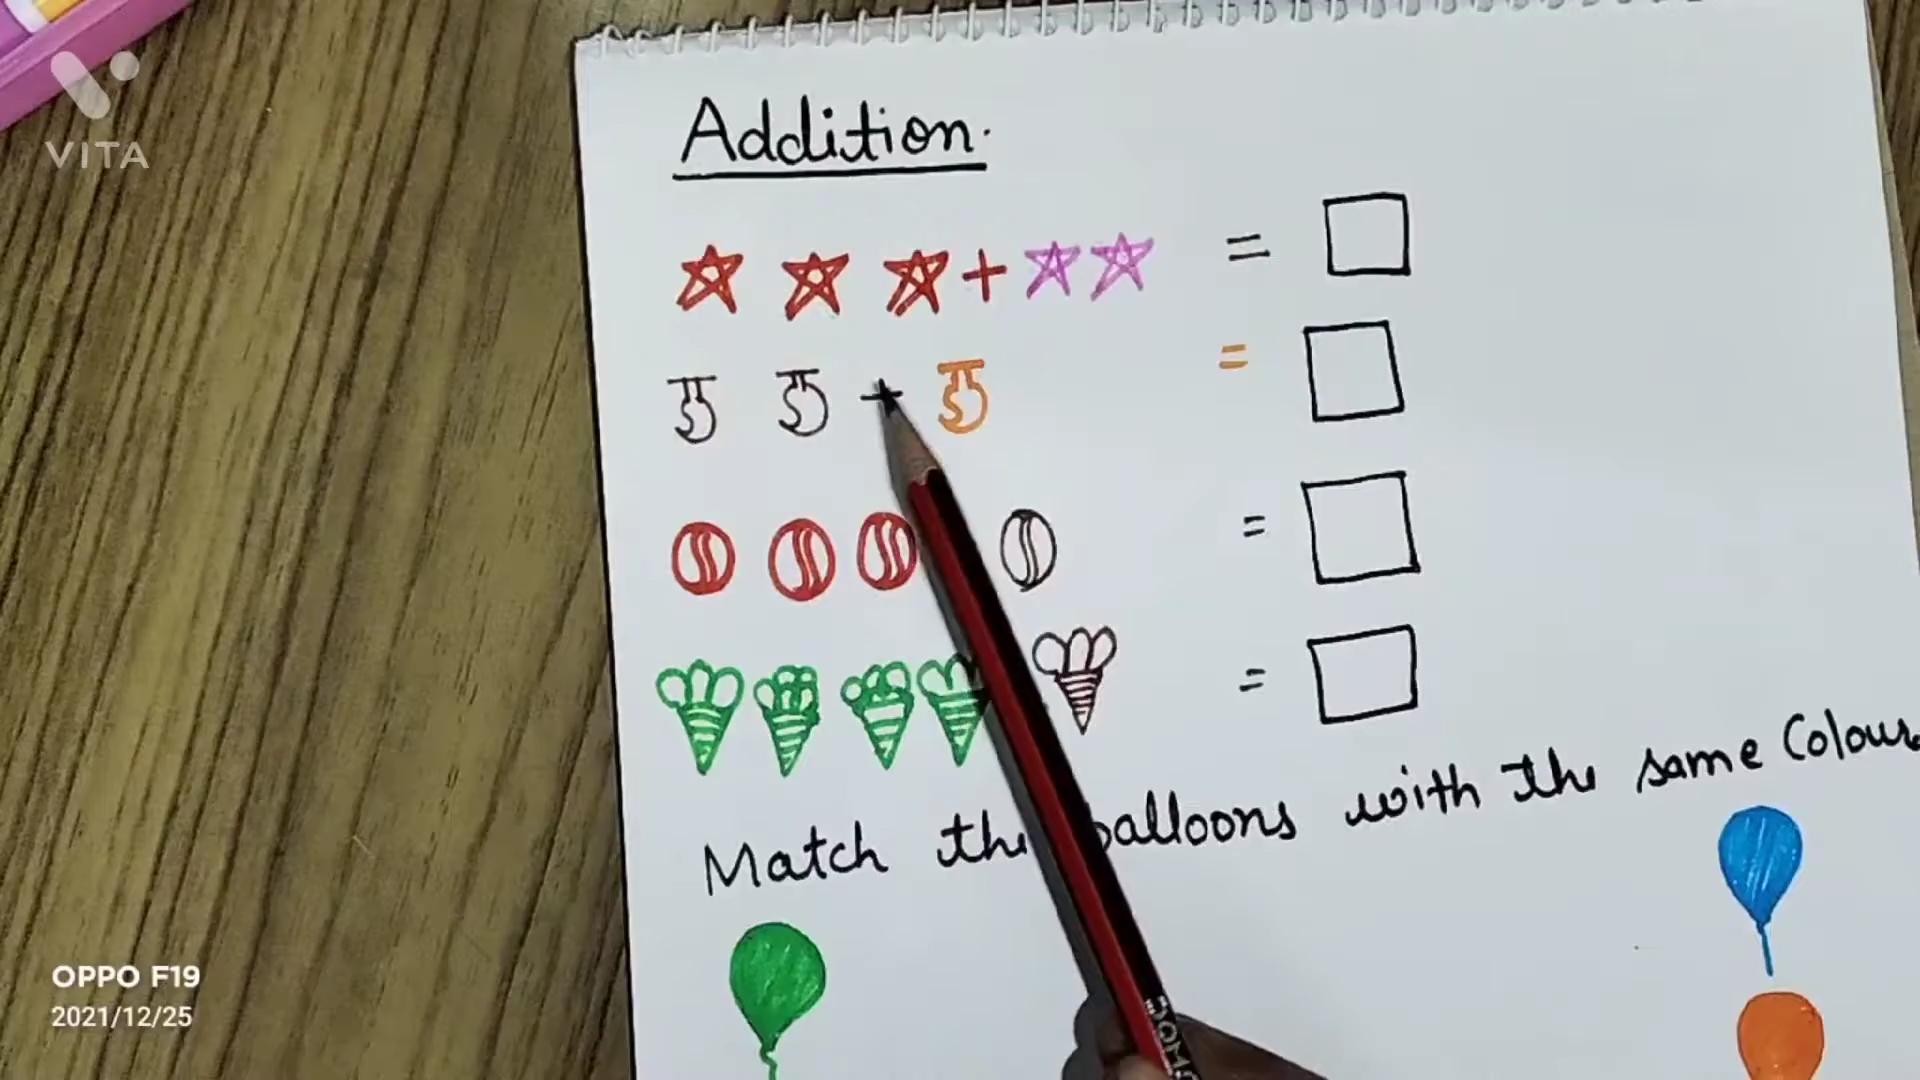 VITA
Addition.
+ =
+ =
=
=
Match the balloons with the same Colour
OPPO F19
2021/12/25